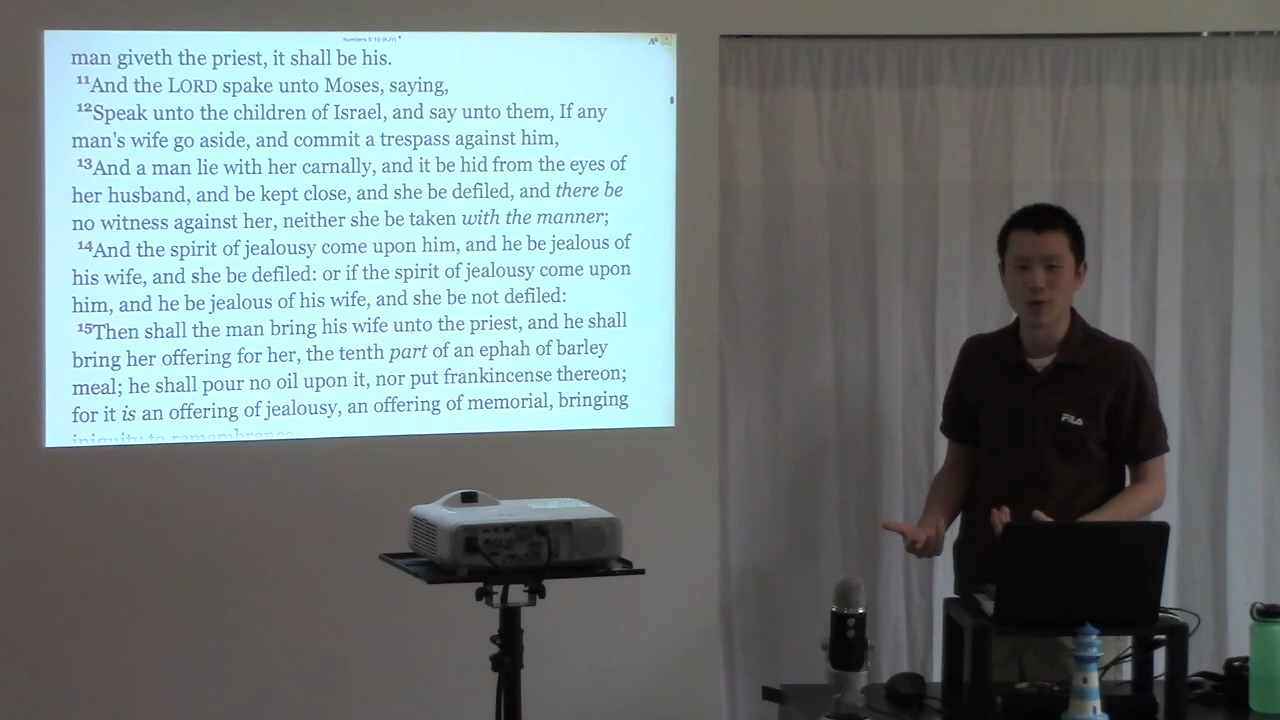 Numbers 5:10 (KJV)
man giveth the priest, it shall be his.
¹¹And the LORD spake unto Moses, saying,
¹²Speak unto the children of Israel, and say unto them, If any
man's wife go aside, and commit a trespass against him,
¹³And a man lie with her carnally, and it be hid from the eyes of
her husband, and be kept close, and she be defiled, and there be
no witness against her, neither she be taken with the manner;
¹⁴And the spirit of jealousy come upon him, and he be jealous of
his wife, and she be defiled: or if the spirit of jealousy come upon
him, and he be jealous of his wife, and she be not defiled:
¹⁵Then shall the man bring his wife unto the priest, and he shall
bring her offering for her, the tenth part of an ephah of barley
meal; he shall pour no oil upon it, nor put frankincense thereon;
for it is an offering of jealousy, an offering of memorial, bringing
iniquity to remembrance.
FILA